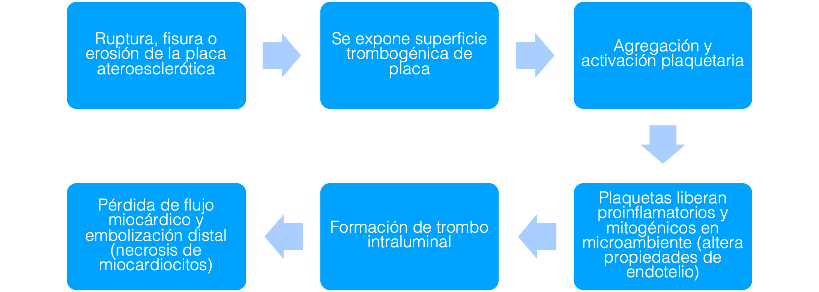 Ruptura, fisura o
erosión de la placa
ateroesclerótica
Se expone superficie
trombogénica de
placa
Agregación y
activación plaquetaria
Plaquetas liberan
proinflamatorios y
mitogénicos en
microambiente (altera
propiedades de
endotelio)
Formación de trombo
intraluminal
Pérdida de flujo
miocárdico y
embolización distal
(necrosis de
miocardiocitos)